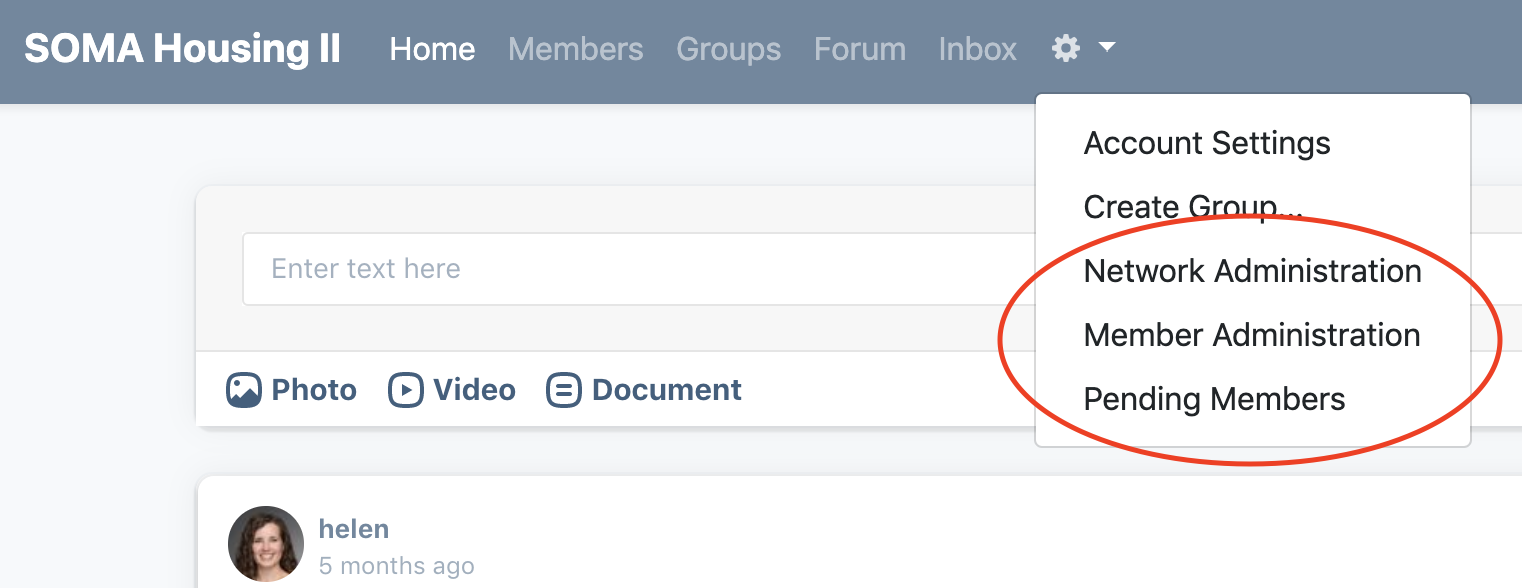 SOMA Housing II Home Members Groups Forum Inbox
Account Settings
Create Group...
Enter text here
Network Administration
Member Administration
Photo Video Document
Pending Members
helen
5 months ago